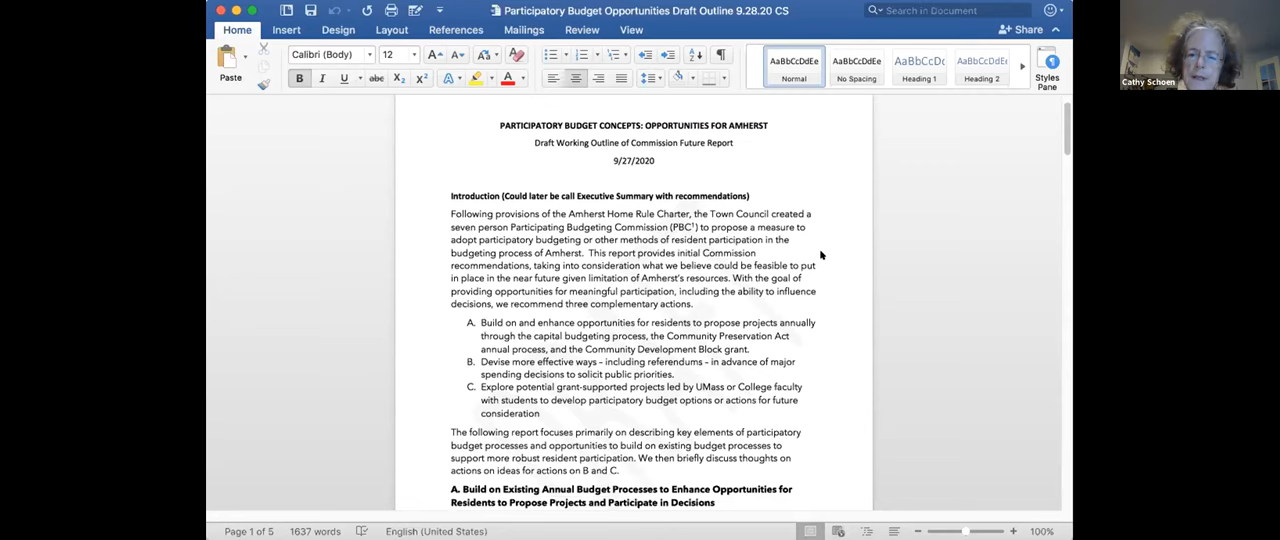 Participatory Budget Opportunities Draft Outline 9.28.20 CS
Search in Document
Home Insert Design Layout References Mailings Review View
Share
Paste
Calibri (Body) 12
AaBbCcDdEe AaBbCcDdEe AaBbCcDc AaBbCcDdEe
Normal No Spacing Heading 1 Heading 2
Styles
Pane
Cathy Schoen
PARTICIPATORY BUDGET CONCEPTS: OPPORTUNITIES FOR AMHERST
Draft Working Outline of Commission Future Report
9/27/2020
Introduction (Could later be call Executive Summary with recommendations)
Following provisions of the Amherst Home Rule Charter, the Town Council created a
seven person Participating Budgeting Commission (PBC¹) to propose a measure to
adopt participatory budgeting or other methods of resident participation in the
budgeting process of Amherst. This report provides initial Commission
recommendations, taking into consideration what we believe could be feasible to put
in place in the near future given limitation of Amherst's resources. With the goal of
providing opportunities for meaningful participation, including the ability to influence
decisions, we recommend three complementary actions.
A. Build on and enhance opportunities for residents to propose projects annually
through the capital budgeting process, the Community Preservation Act
annual process, and the Community Development Block grant.
B. Devise more effective ways – including referendums – in advance of major
spending decisions to solicit public priorities.
C. Explore potential grant-supported projects led by UMass or College faculty
with students to develop participatory budget options or actions for future
consideration
The following report focuses primarily on describing key elements of participatory
budget processes and opportunities to build on existing budget processes to
support more robust resident participation. We then briefly discuss thoughts on
actions on ideas for actions on B and C.
A. Build on Existing Annual Budget Processes to Enhance Opportunities for
Residents to Propose Projects and Participate in Decisions
Page 1 of 5 1637 words English (United States) 100%